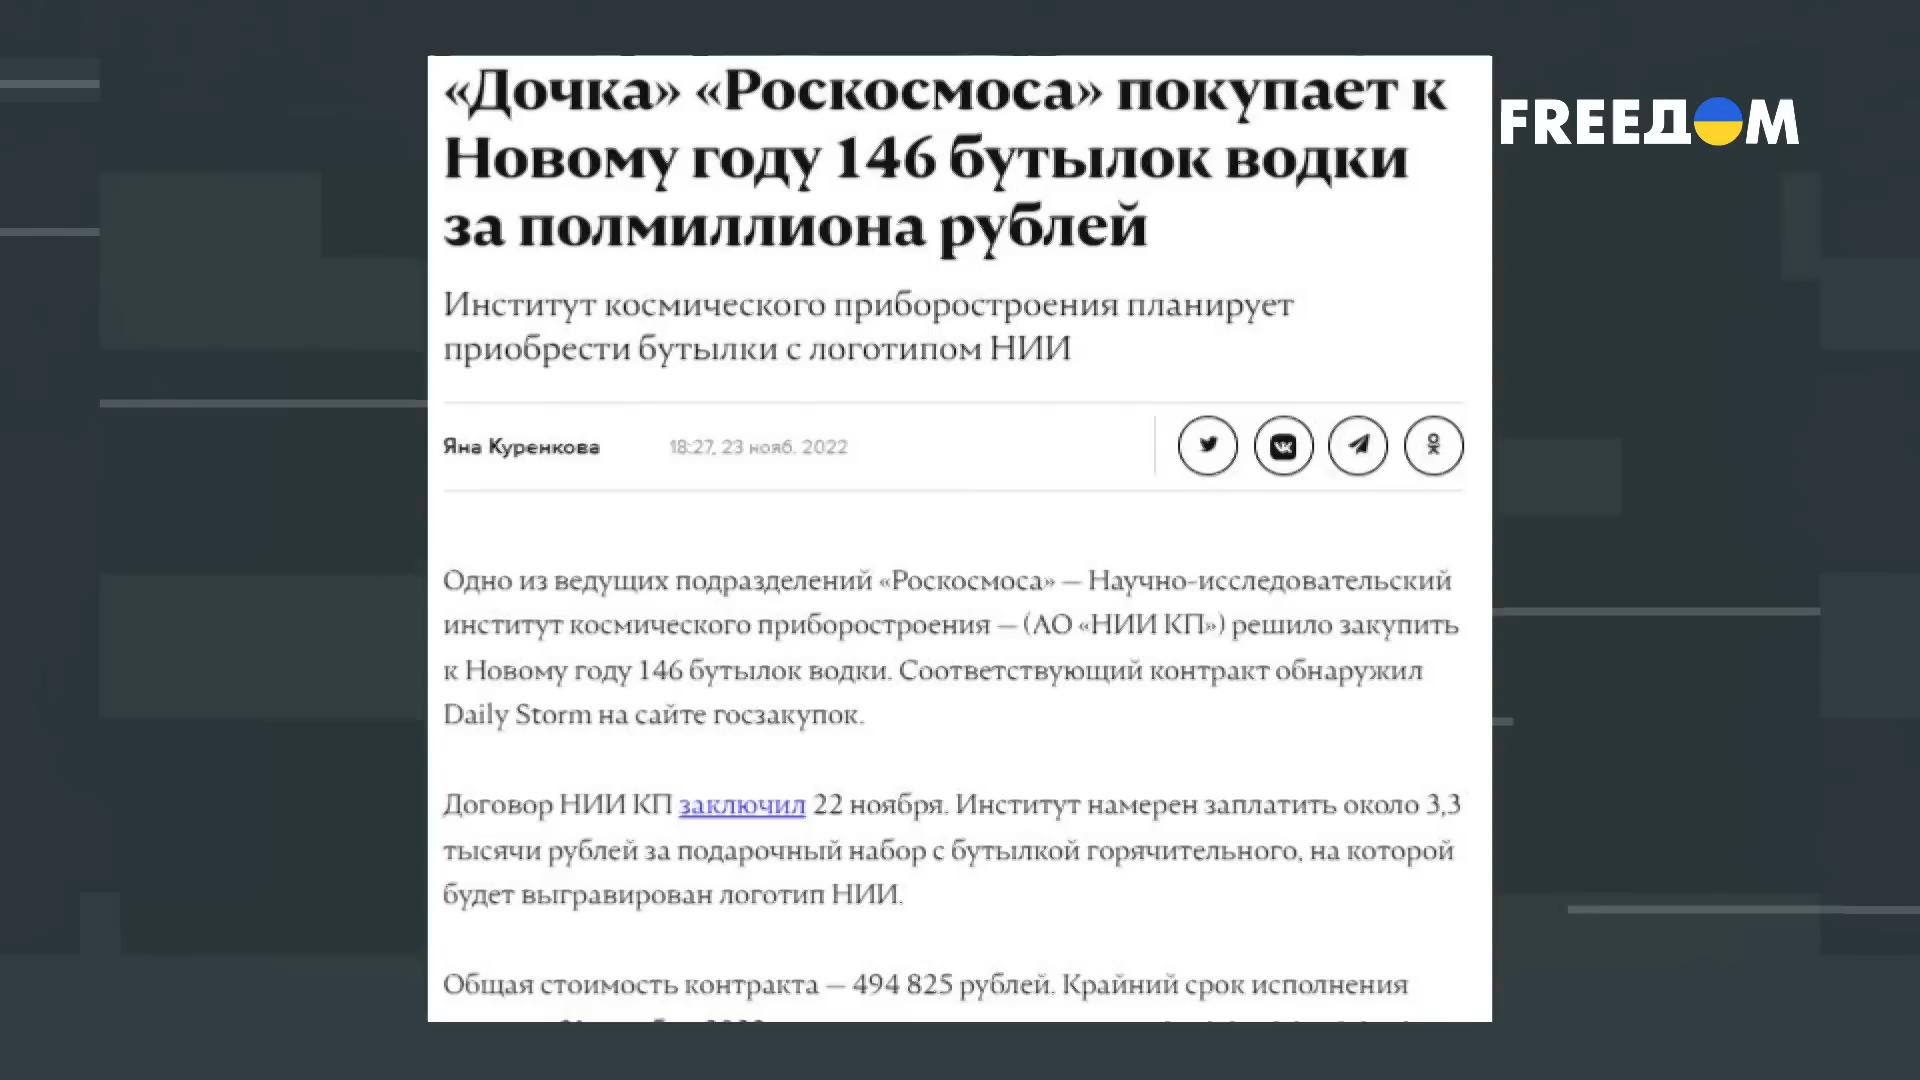 «Дочка» «Роскосмоса» покупает к
Новому году 146 бутылок водки
за полмиллиона рублей
FREEДOM
Институт космического приборостроения планирует
приобрести бутылки с логотипом НИИ
Яна Куренкова 18:27, 23 нояб. 2022
Одно из ведущих подразделений «Роскосмоса» — Научно-исследовательский
институт космического приборостроения — (АО «НИИ КП») решило закупить
к Новому году 146 бутылок водки. Соответствующий контракт обнаружил
Daily Storm на сайте госзакупок.
Договор НИИ КП заключил 22 ноября. Институт намерен заплатить около 3,3
тысячи рублей за подарочный набор с бутылкой горячительного, на которой
будет выгравирован логотип НИИ.
Общая стоимость контракта — 494 825 рублей. Крайний срок исполнения